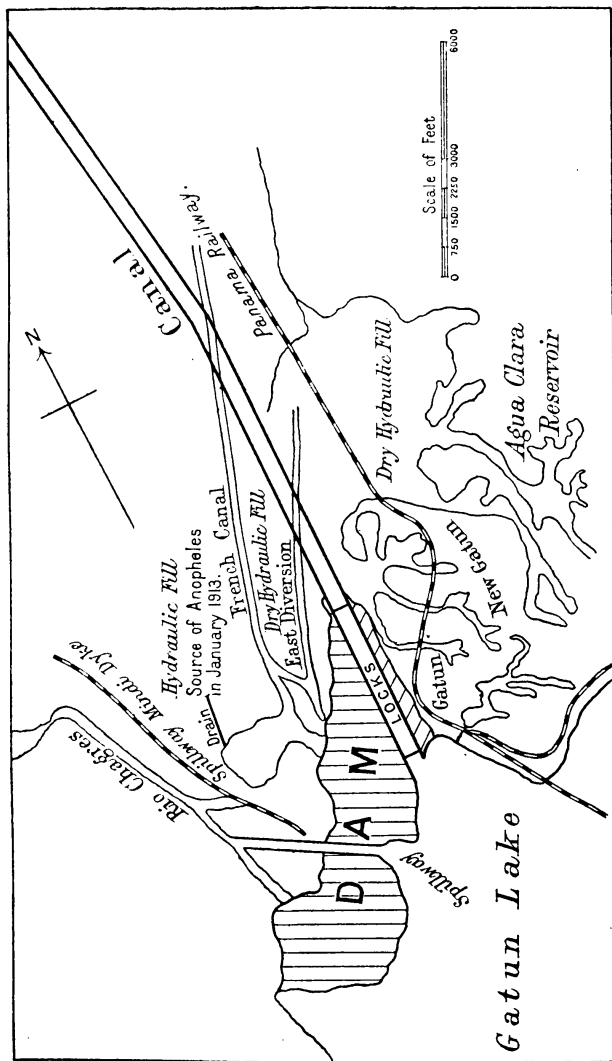 Canal
Panama Railway.
N
Scale of Feet
0 750 1500 2250 3000 6000
Hydraulic Fill
Source of Anopheles
in January 1913.
Drain
French Canal
Dry Hydraulic Fill
East Diversion
Spillway Mindi Dyke
Rio Chagres
Dry Hydraulic Fill
Agua Clara
Reservoir
New Gatun
Gatun
LOCKS
DAM
Spillway
Gatun Lake